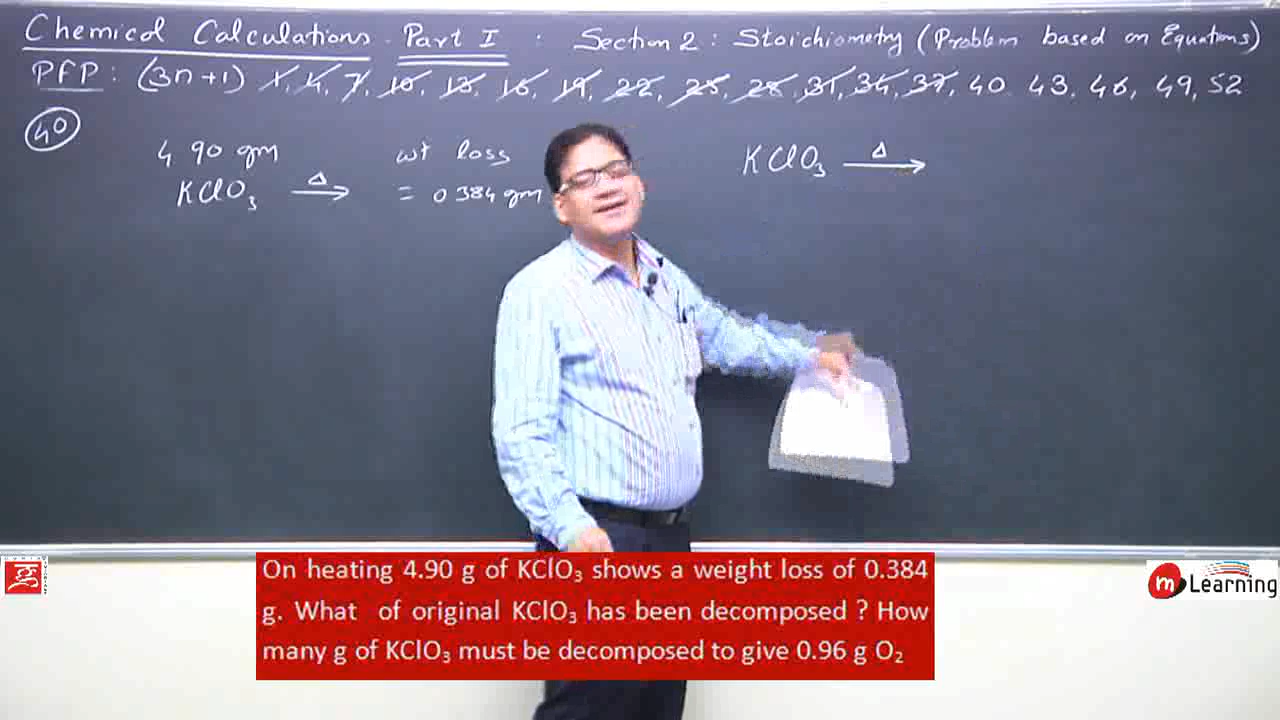 Chemical Calculations. Part I : Section 2 : Stoichiometry (Problem based on Equations)
PFP : (3n+1) 1, 4, 7, 10, 13, 16, 19, 22, 25, 28, 31, 34, 37, 40 43, 46, 49, 52
40
4 90 gm wt loss KClO₃ Δ
KClO₃ Δ = 0 384 gm
On heating 4.90 g of KClO₃ shows a weight loss of 0.384
g. What of original KClO₃ has been decomposed ? How
many g of KClO₃ must be decomposed to give 0.96 g O₂
m Learning